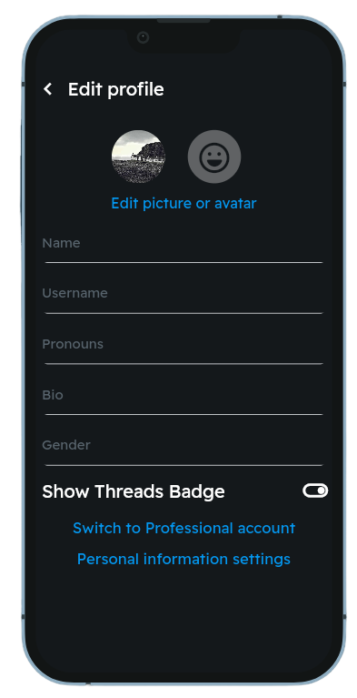 Edit profile
Edit picture or avatar
Name
Username
Pronouns
Bio
Gender
Show Threads Badge
Switch to Professional account
Personal information settings